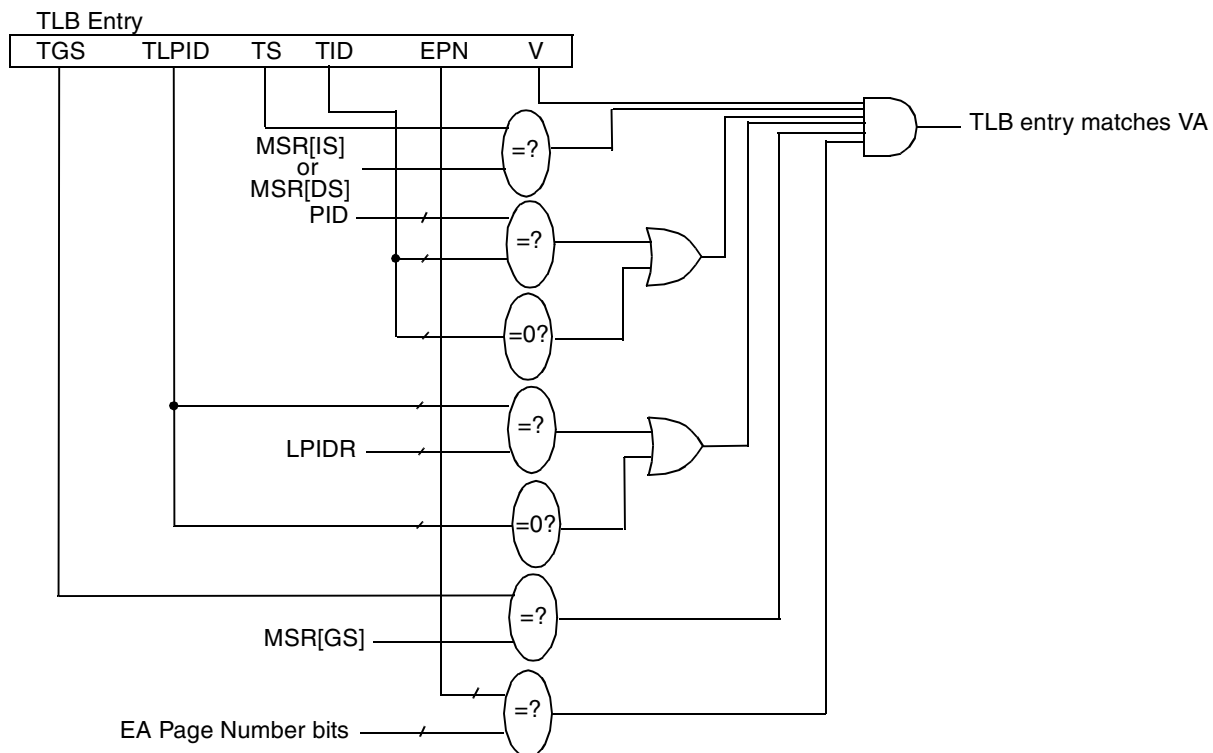 TLB Entry
TGS TLPID TS TID EPN V
TLB entry matches VA
=?
MSR[IS]
or
MSR[DS]
PID
=?
=0?
=?
LPIDR
=0?
=?
MSR[GS]
=?
EA Page Number bits